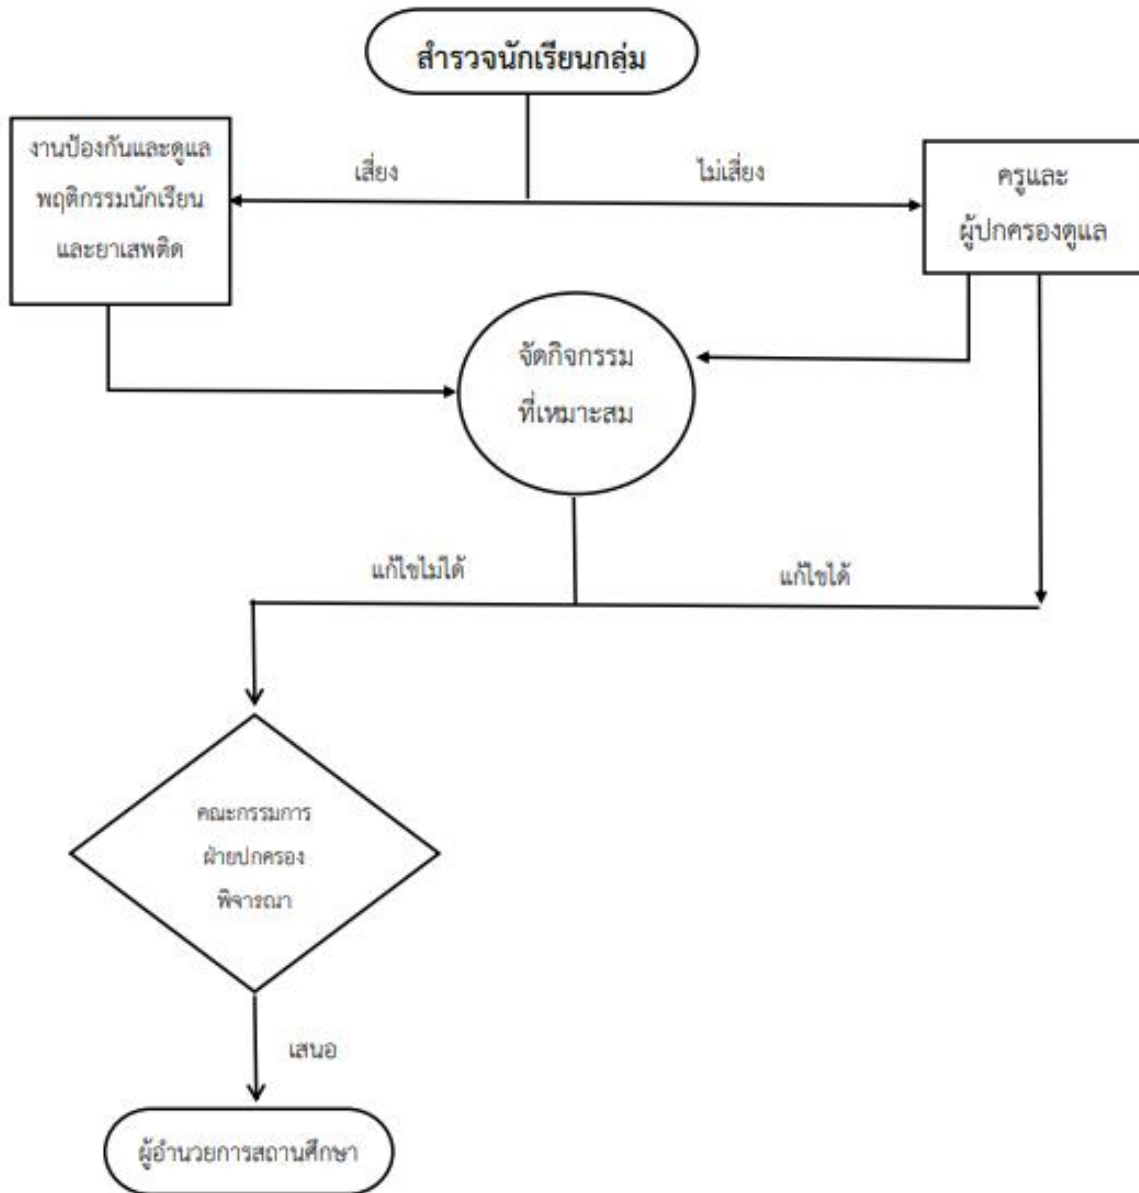 สำรวจนักเรียนกลุ่ม
งานป้องกันและดูแล
พฤติกรรมนักเรียน
และยาเสพติด
เสี่ยง
ไม่เสี่ยง
ครูและ
ผู้ปกครองดูแล
จัดกิจกรรม
ที่เหมาะสม
แก้ไขไม่ได้
แก้ไขได้
คณะกรรมการ
ฝ่ายปกครอง
พิจารณา
เสนอ
ผู้อำนวยการสถานศึกษา